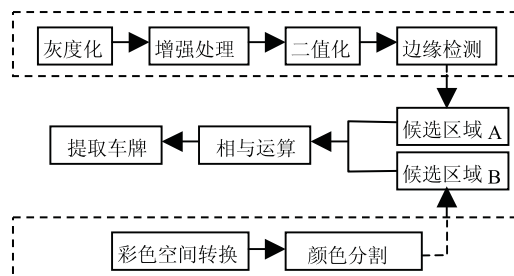 灰度化 增强处理 二值化 边缘检测
候选区域 A
提取车牌 相与运算
候选区域 B
彩色空间转换 颜色分割